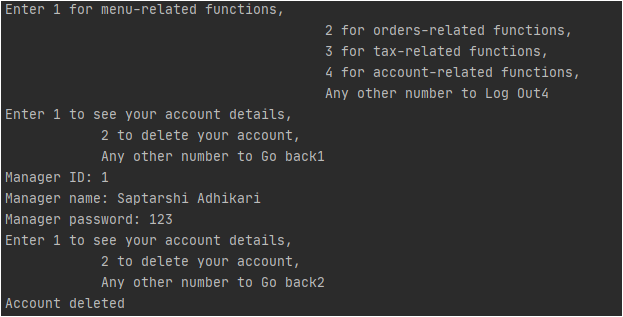 Enter 1 for menu-related functions,
2 for orders-related functions,
3 for tax-related functions,
4 for account-related functions,
Any other number to Log Out4
Enter 1 to see your account details,
2 to delete your account,
Any other number to Go back1
Manager ID: 1
Manager name: Saptarshi Adhikari
Manager password: 123
Enter 1 to see your account details,
2 to delete your account,
Any other number to Go back2
Account deleted